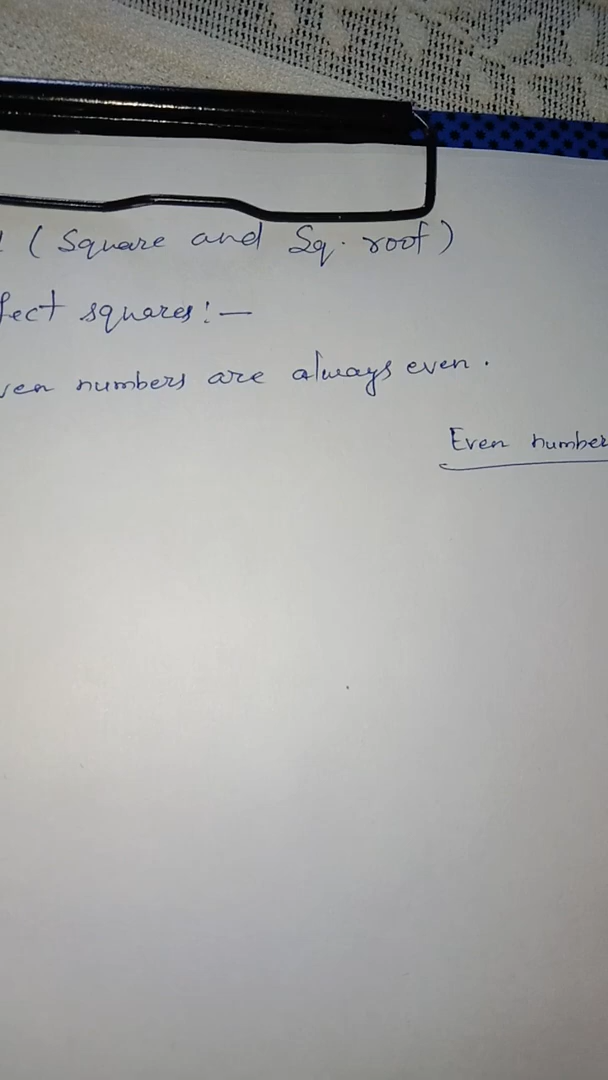 ( Square and Sq. root )
fect squares:-
ven numbers are always even.
Even number